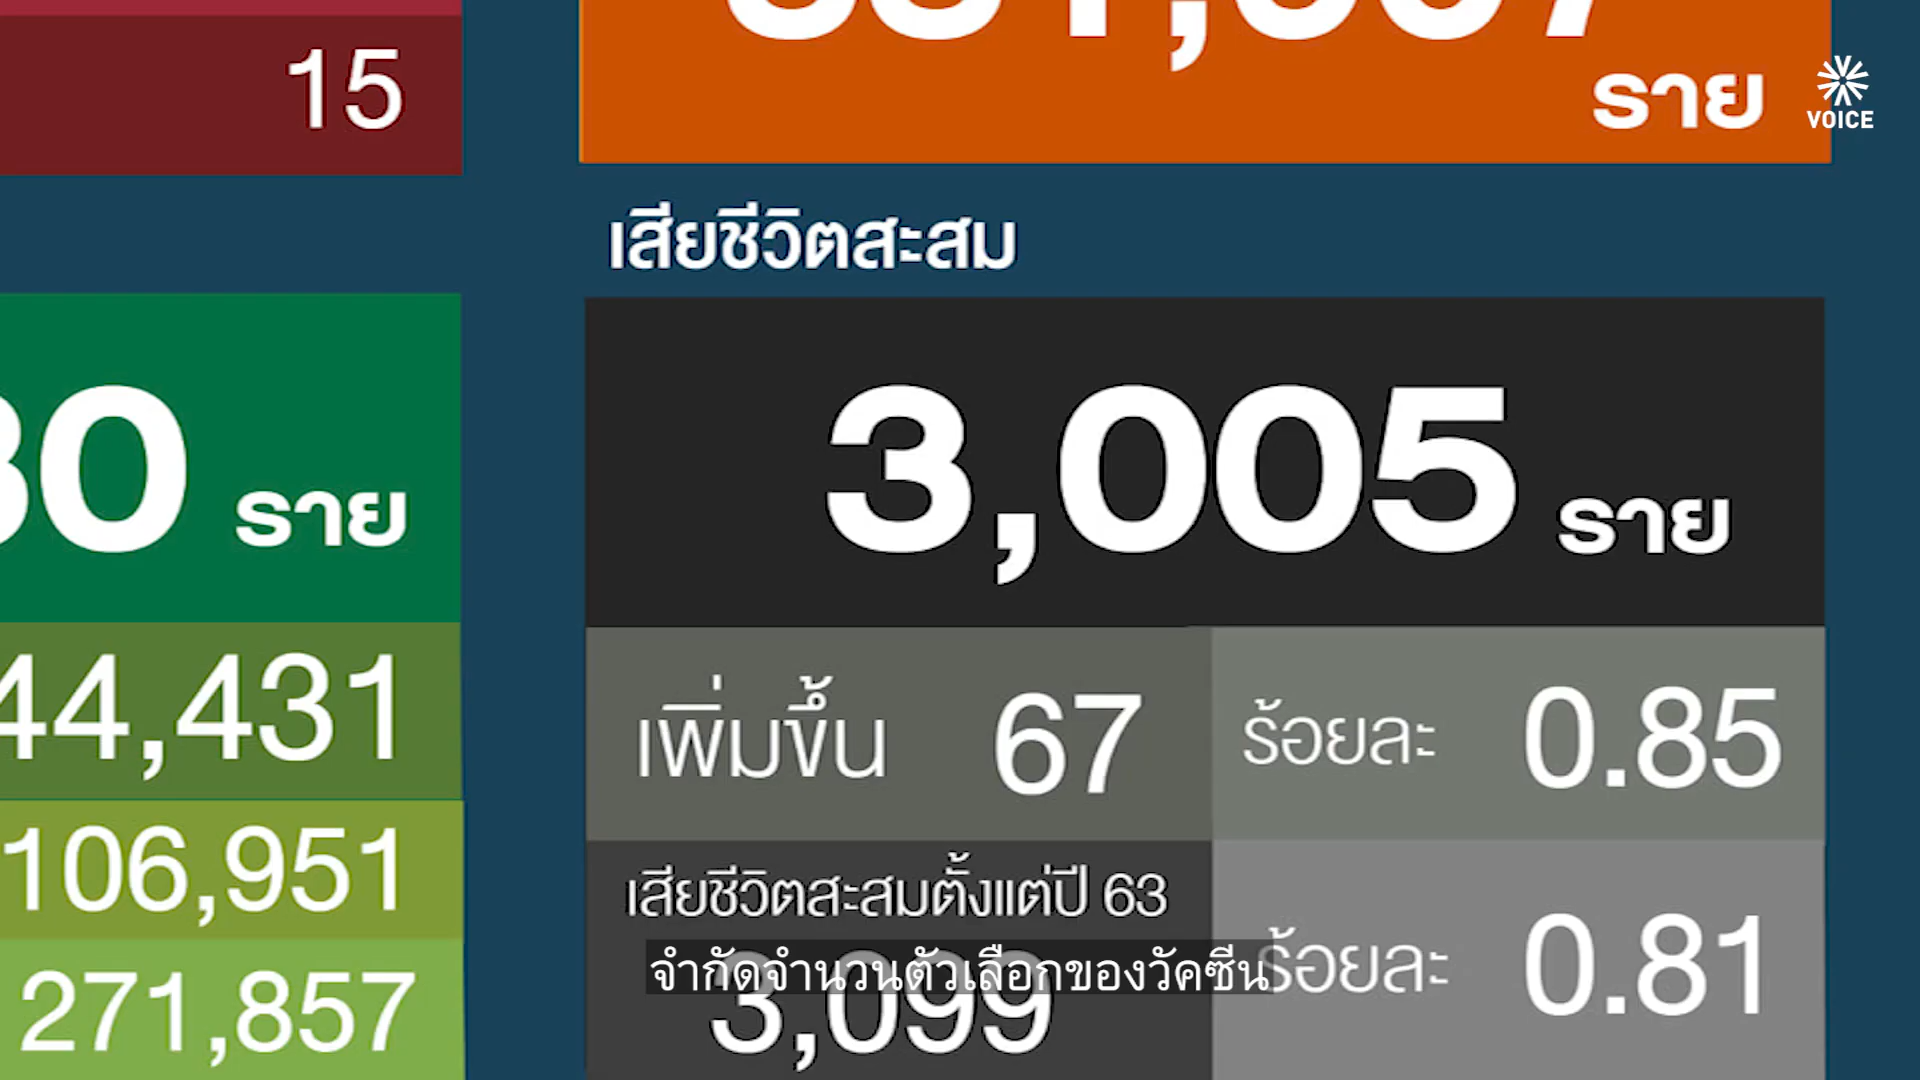 15
ราย
VOICE
เสียชีวิตสะสม
3,005 ราย
ราย
เพิ่มขึ้น 67
ร้อยละ 0.85
44,431
106,951
271,857
เสียชีวิตสะสมตั้งแต่ปี 63
3,099
ร้อยละ 0.81
จำกัดจำนวนตัวเลือกของวัคซีน